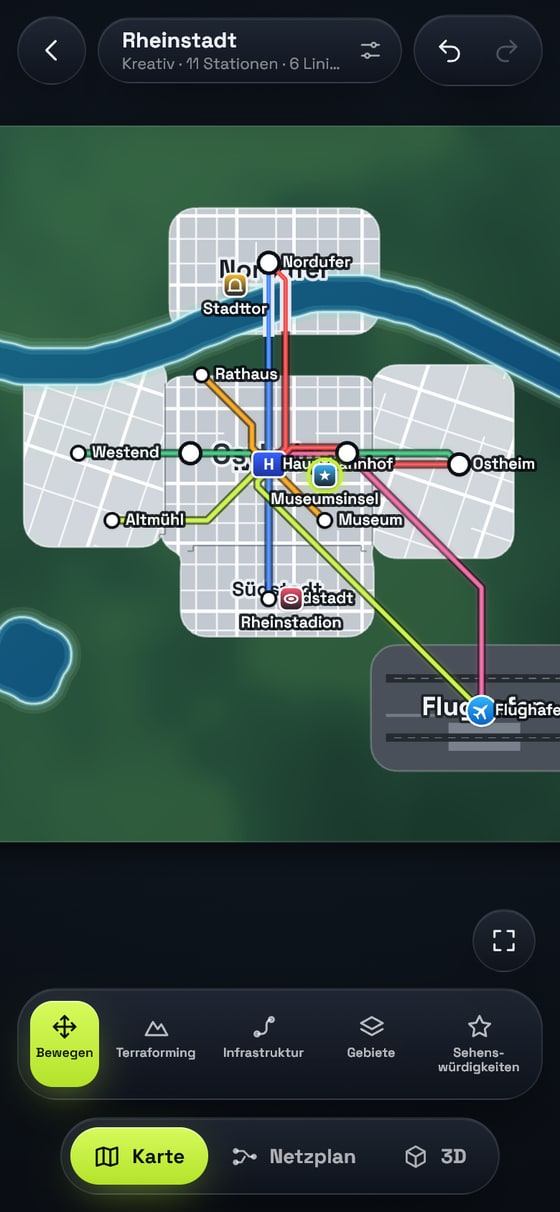 Rheinstadt
Kreativ · 11 Stationen · 6 Lini...
Nordufer
Stadttor
Rathaus
Westend
H
Ostheim
Museumsinsel
Altmühl
Museum
Rheinstadion
Bewegen
Terraforming
Infrastruktur
Gebiete
Sehens-
würdigkeiten
Karte
Netzplan
3D